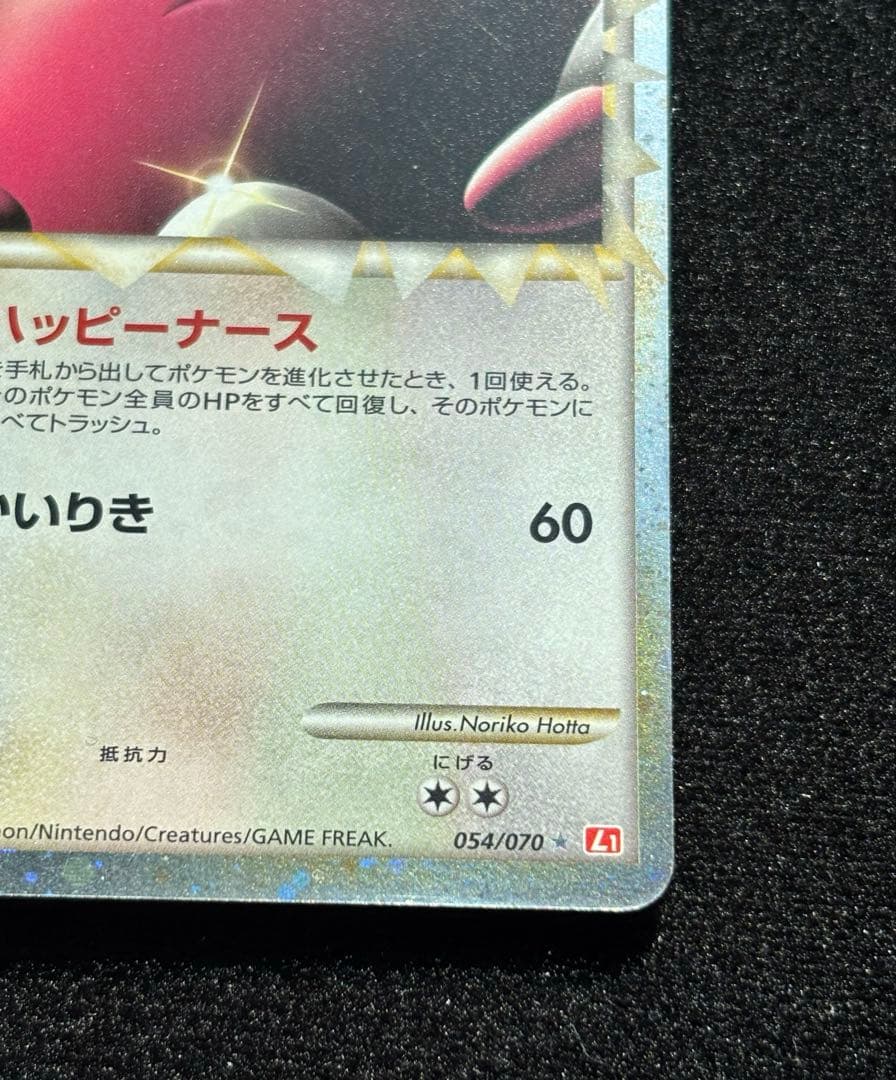 ハッピーナース
手札から出してポケモンを進化させたとき、1回使える。
のポケモン全員のHPをすべて回復し、そのポケモンに
べてトラッシュ。
いりき 60
Illus.Noriko Hotta
抵抗力
にげる
on/Nintendo/Creatures/GAME FREAK. 054/070 ★ L1